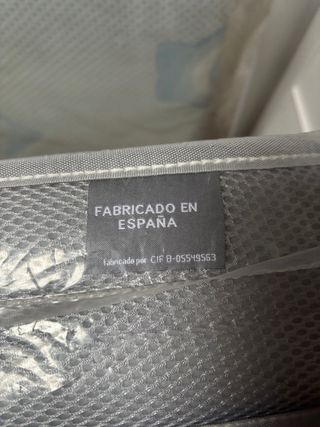 FABRICADO EN
ESPAÑA
fabricado por CIF B-05549563